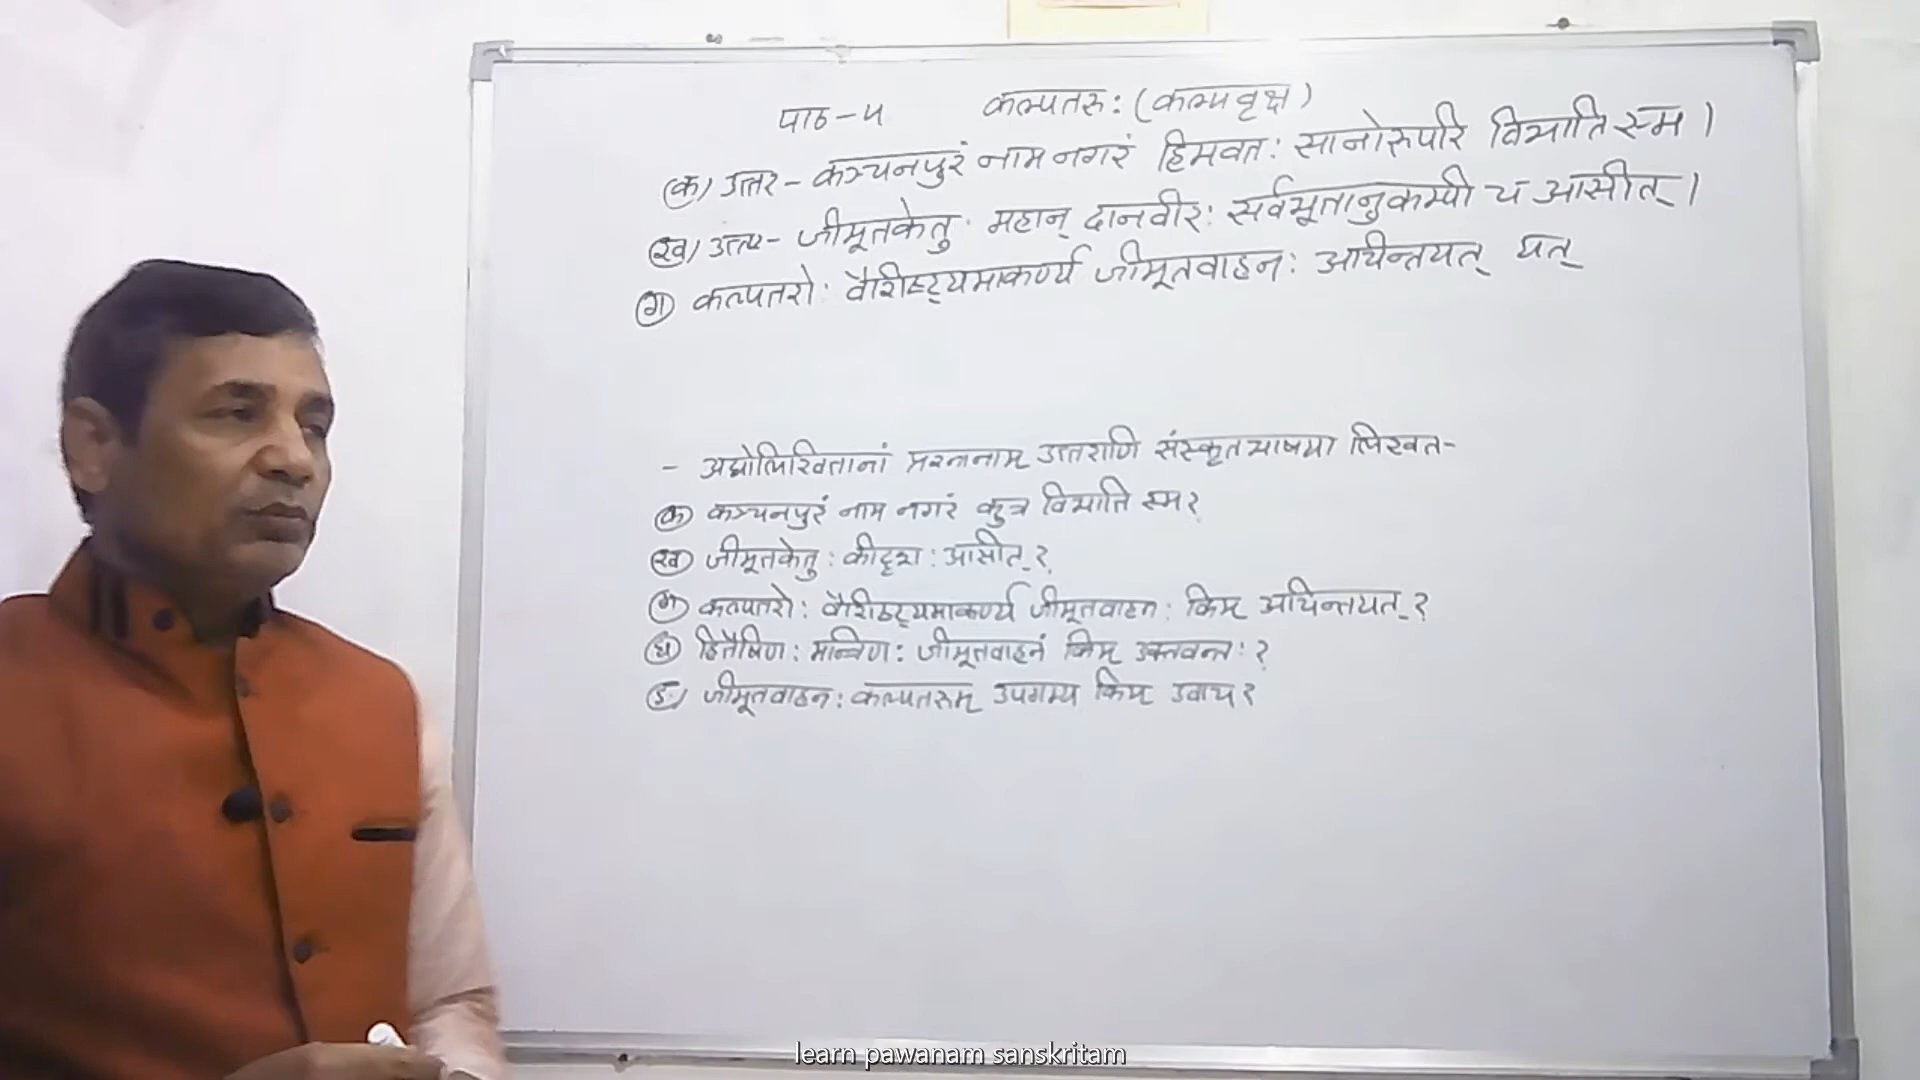 पाठ-५ कल्पतरुः (कल्पवृक्ष)
(क) उत्तर - कञ्चनपुरं नाम नगरं हिमवतः सानोरुपरि विभाति स्म ।
(ख) उत्तर - जीमूतकेतुः महान् दानवीरः सर्वभूतानुकम्पी च आसीत् ।
(ग) कल्पतरोः वैशिष्ट्यमाकर्ण्य जीमूतवाहनः अचिन्तयत् यत्
- अधोलिखितानां प्रश्नानाम् उत्तराणि संस्कृतभाषया लिखत-
(क) कञ्चनपुरं नाम नगरं कुत्र विभाति स्म?
(ख) जीमूतकेतुः कीदृशः आसीत्?
(ग) कल्पतरोः वैशिष्ट्यमाकर्ण्य जीमूतवाहनः किम् अचिन्तयत्?
(घ) हितैषिणः मन्त्रिणः जीमूतवाहनं किम् उक्तवन्तः?
(ङ) जीमूतवाहनः कल्पतरुम् उपगम्य किम् उवाच?
learn pawanam sanskritam